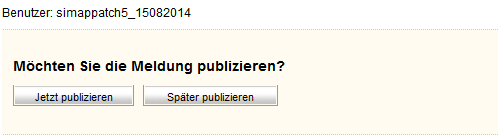 Benutzer: simappatch5_15082014
Möchten Sie die Meldung publizieren?
Jetzt publizieren
Später publizieren